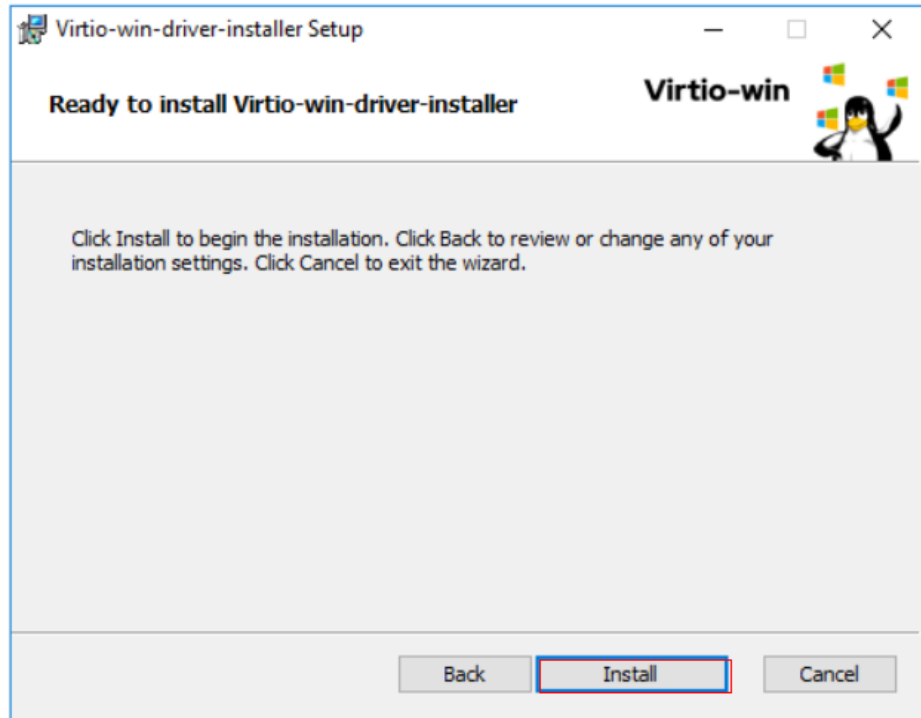 Virtio-win-driver-installer Setup
Ready to install Virtio-win-driver-installer
Virtio-win
Click Install to begin the installation. Click Back to review or change any of your
installation settings. Click Cancel to exit the wizard.
Back
Install
Cancel